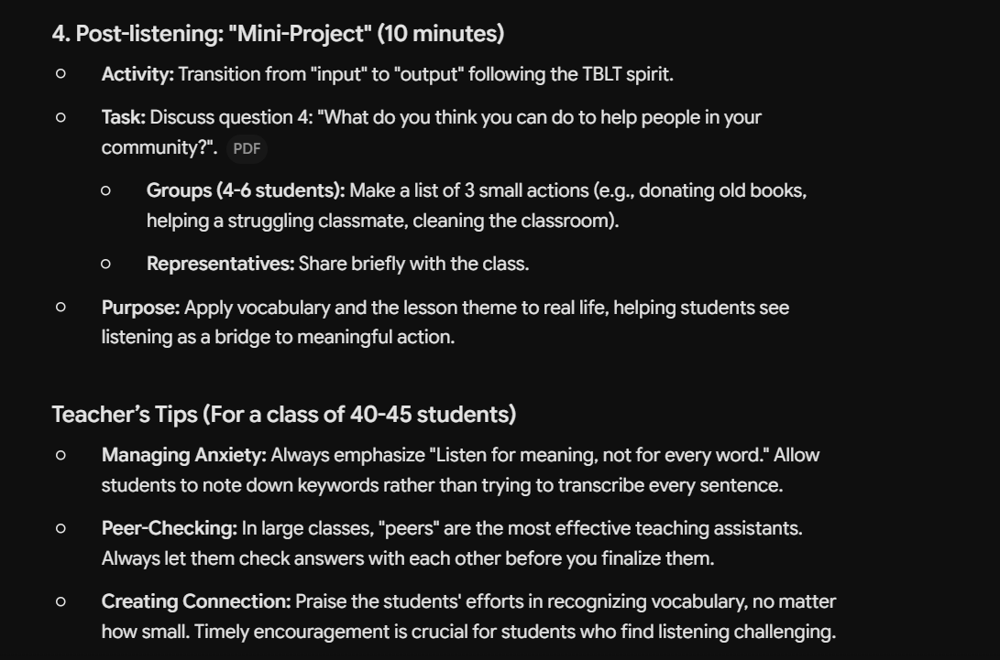 4. Post-listening: "Mini-Project" (10 minutes)
Activity: Transition from "input" to "output" following the TBLT spirit.
Task: Discuss question 4: "What do you think you can do to help people in your
community?". PDF
Groups (4-6 students): Make a list of 3 small actions (e.g., donating old books,
helping a struggling classmate, cleaning the classroom).
Representatives: Share briefly with the class.
Purpose: Apply vocabulary and the lesson theme to real life, helping students see
listening as a bridge to meaningful action.
Teacher’s Tips (For a class of 40-45 students)
Managing Anxiety: Always emphasize "Listen for meaning, not for every word." Allow
students to note down keywords rather than trying to transcribe every sentence.
Peer-Checking: In large classes, "peers" are the most effective teaching assistants.
Always let them check answers with each other before you finalize them.
Creating Connection: Praise the students' efforts in recognizing vocabulary, no matter
how small. Timely encouragement is crucial for students who find listening challenging.